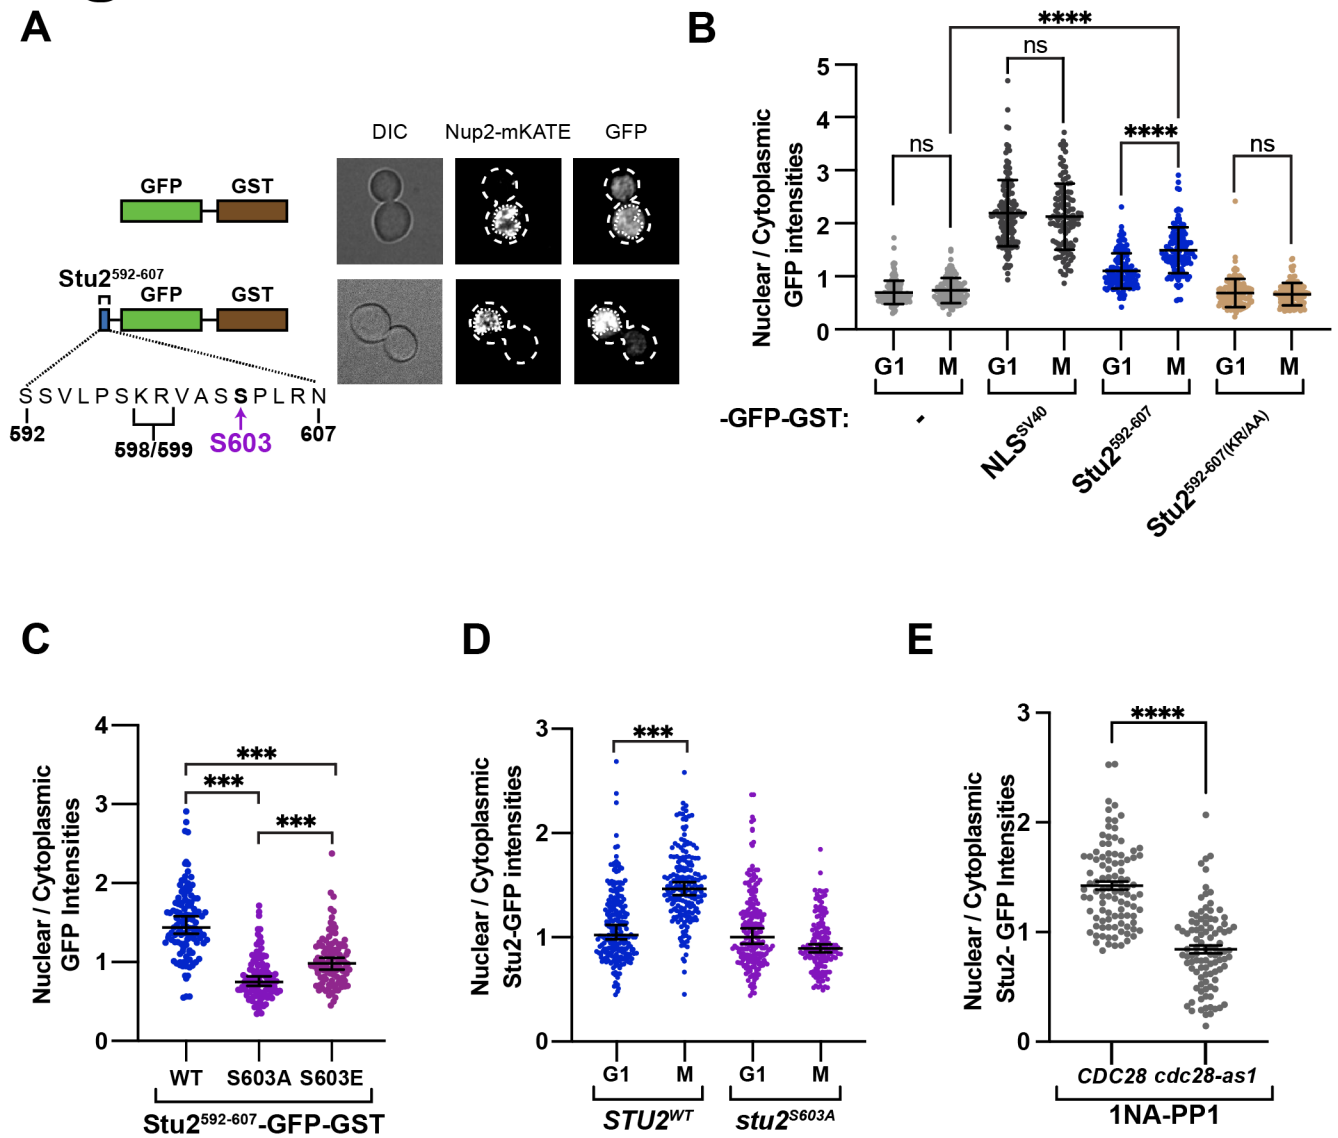 A
DIC Nup2-mKATE GFP
GFP GST
Stu2592-607
GFP GST
S S V L P S K R V A S S P L R N
592 598/599 S603 607
B
Nuclear / Cytoplasmic
GFP intensities
5
4
3
2
1
0
ns **** ns **** ns
G1 M G1 M G1 M G1 M
-GFP-GST: - NLSSV40 Stu2592-607 Stu2592-607(KR/AA)
C
Nuclear / Cytoplasmic
GFP Intensities
4
3
2
1
0
***
***
***
WT S603A S603E
Stu2592-607-GFP-GST
D
Nuclear / Cytoplasmic
Stu2-GFP intensities
3
2
1
0
***
G1 M G1 M
STU2WT stu2S603A
E
Nuclear / Cytoplasmic
Stu2- GFP Intensities
3
2
1
0
****
CDC28 cdc28-as1
1NA-PP1